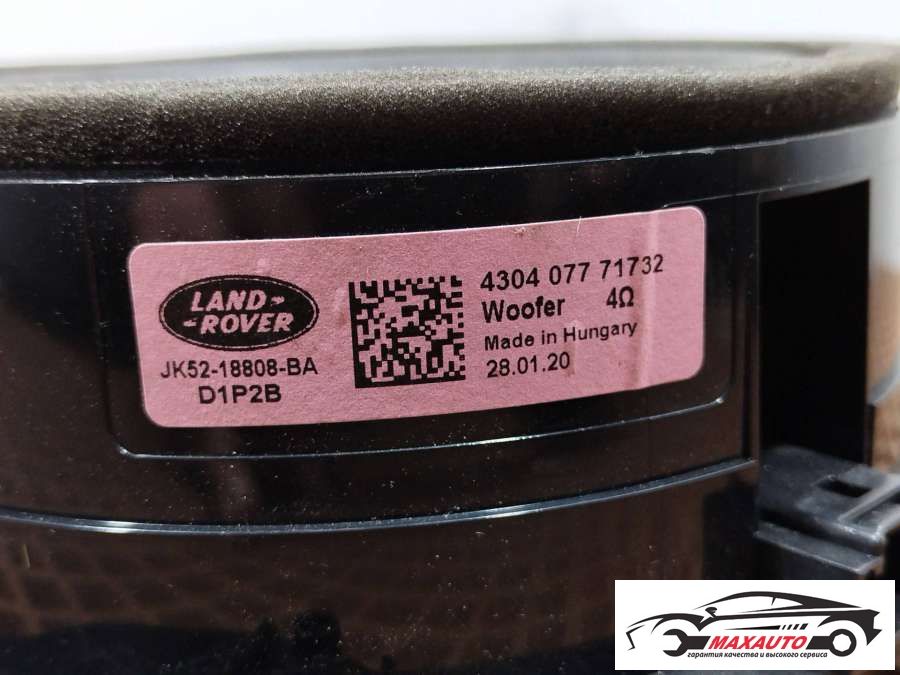 LAND-
-ROVER
JK52-18808-BA
D1P2B
4304 077 71732
Woofer 4Ω
Made in Hungary
28.01.20
MAXAUTO
гарантия качества и высокого сервиса